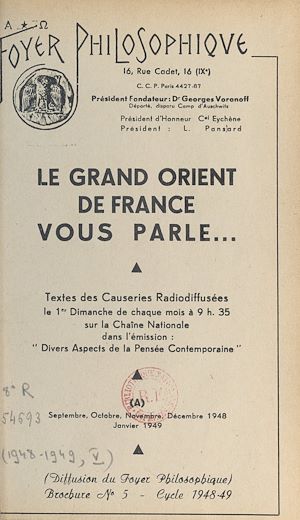 A ★ Ω
FOYER PHILOSOPHIQUE
16, Rue Cadet, 16 (IXᵉ)
C. C. P. Paris 4427-87
Président Fondateur : Dʳ Georges Voronoff
Déporté, disparu Camp d'Auschwitz
Président d'Honneur Cᵉˡ Eychène
Président : L. Pansard
LE GRAND ORIENT
DE FRANCE
VOUS PARLE...
Textes des Causeries Radiodiffusées
le 1ᵉʳ Dimanche de chaque mois à 9 h. 35
sur la Chaîne Nationale
dans l'émission :
" Divers Aspects de la Pensée Contemporaine "
8° R
54693
(1948-1949, V)
(A)
Septembre, Octobre, Novembre, Décembre 1948
Janvier 1949
(Diffusion du Foyer Philosophique)
Brochure Nº 5 - Cycle 1948-49